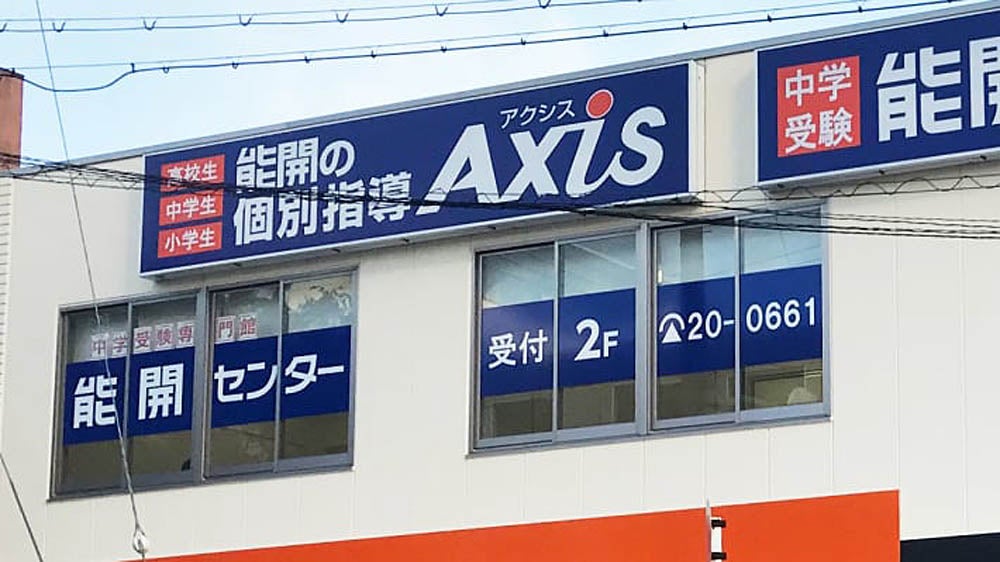 高校生
中学生
小学生
能開の
個別指導
アクシス
Axis
中学
受験
能開
中学受験専門館
能開センター
受付 2F
☎20-0661